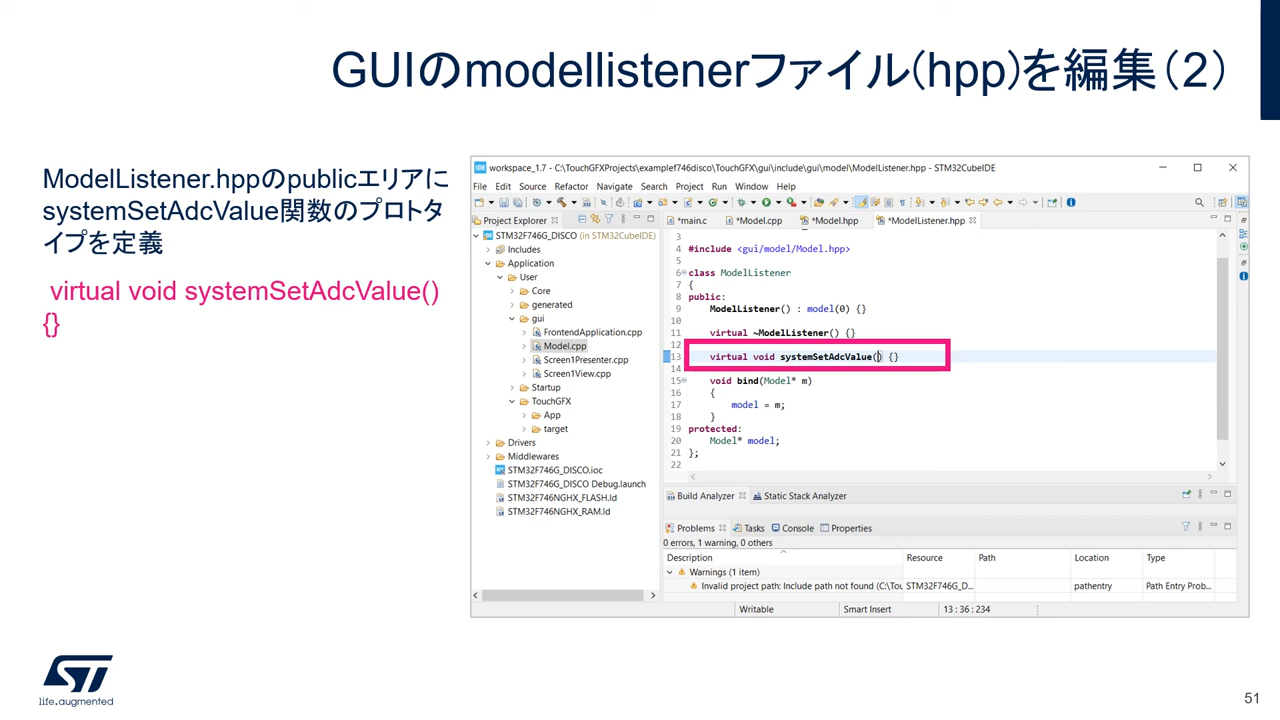 GUIのmodellistenerファイル(hpp)を編集（2）
ModelListener.hppのpublicエリアに
systemSetAdcValue関数のプロトタ
イプを定義
virtual void systemSetAdcValue()
{}
IDE workspace_1.7 - C:\TouchGFXProjects\examplef746disco\TouchGFX\gui\include\gui\model\ModelListener.hpp - STM32CubeIDE
File Edit Source Refactor Navigate Search Project Run Window Help
Project Explorer
STM32F746G_DISCO (in STM32CubeIDE)
Includes
Application
User
Core
generated
gui
FrontendApplication.cpp
Model.cpp
Screen1Presenter.cpp
Screen1View.cpp
Startup
TouchGFX
App
target
Drivers
Middlewares
STM32F746G_DISCO.ioc
STM32F746G_DISCO Debug.launch
STM32F746NGHX_FLASH.ld
STM32F746NGHX_RAM.ld
*main.c *Model.cpp *Model.hpp *ModelListener.hpp
3
4 #include <gui/model/Model.hpp>
5
6 class ModelListener
7 {
8 public:
9 ModelListener() : model(0) {}
10
11 virtual ~ModelListener() {}
12
13 virtual void systemSetAdcValue() {}
14
15 void bind(Model* m)
16 {
17 model = m;
18 }
19 protected:
20 Model* model;
21 };
22
Build Analyzer Static Stack Analyzer
Problems Tasks Console Properties
0 errors, 1 warning, 0 others
Description Resource Path Location Type
Warnings (1 item)
Invalid project path: Include path not found (C:\Tou STM32F746G_D... pathentry Path Entry Prob...
Writable Smart Insert 13 : 36 : 234
ST
life.augmented
51